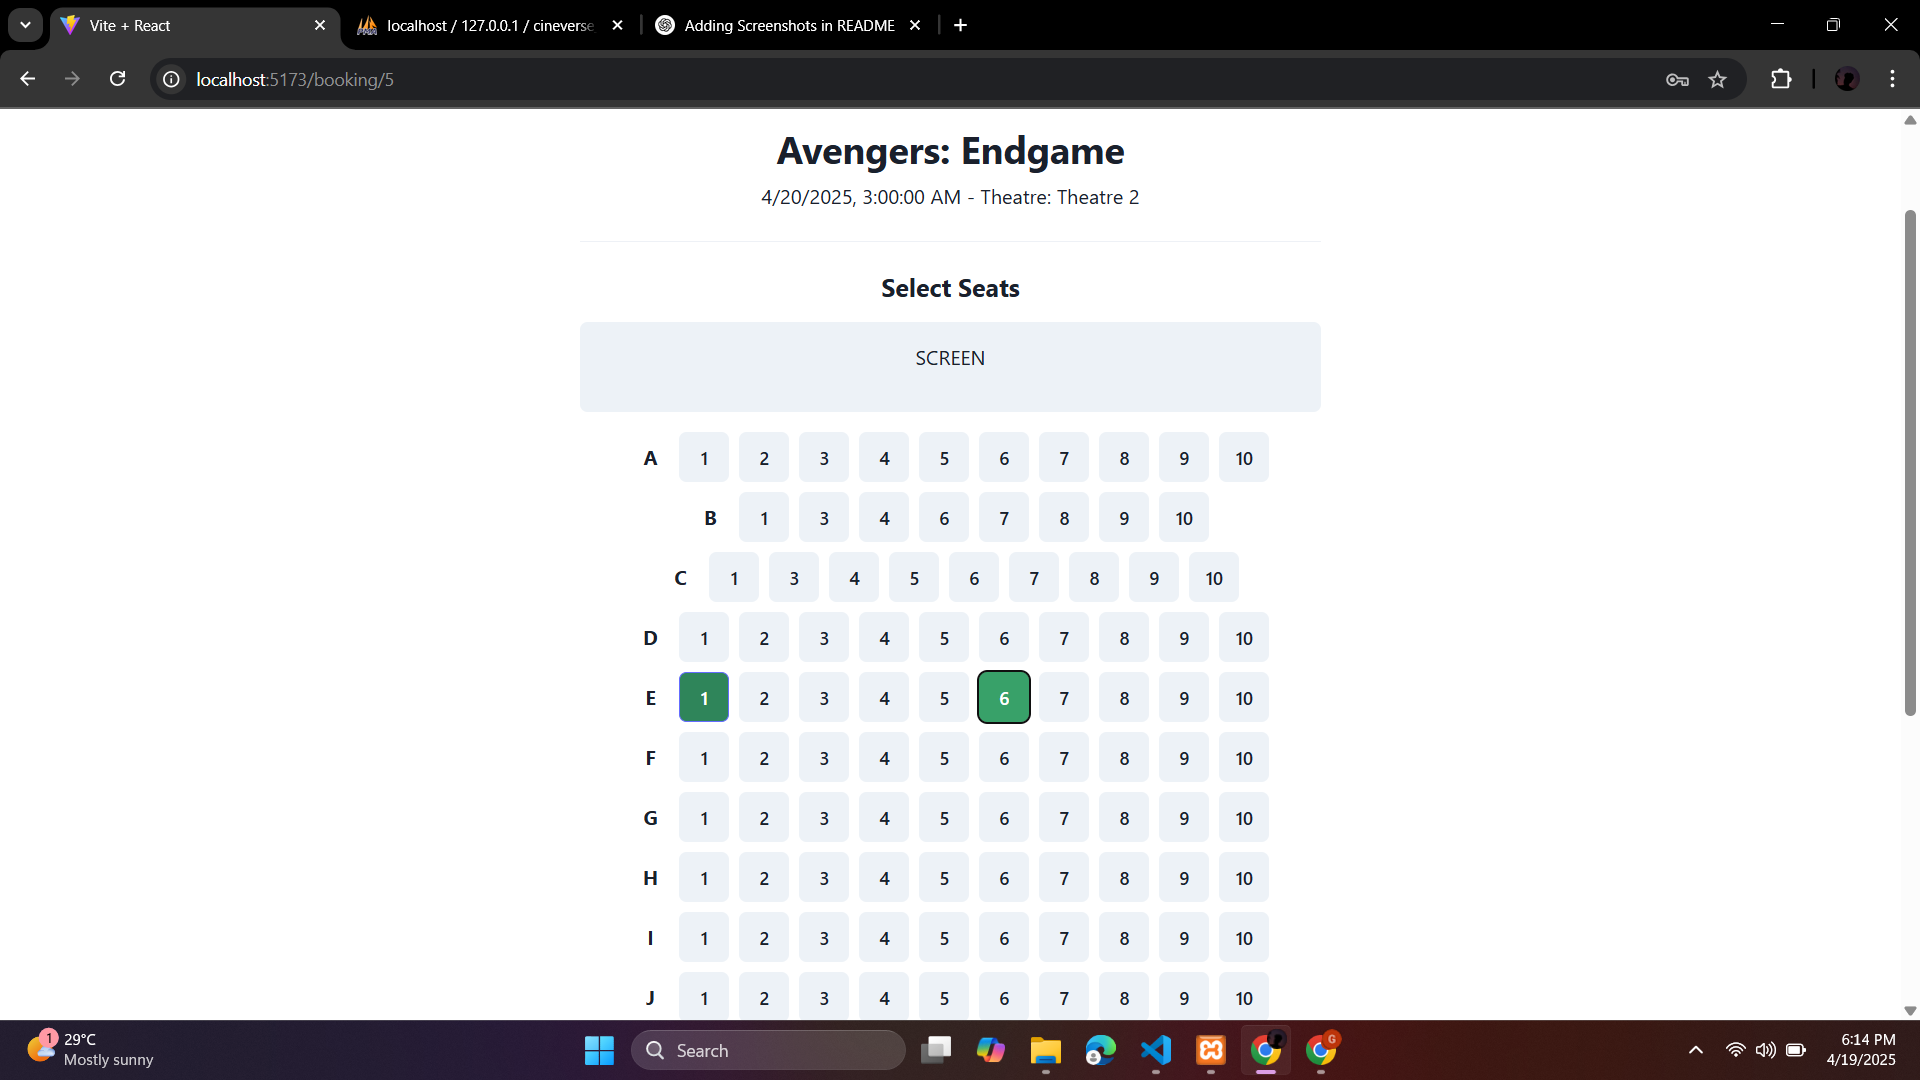 Vite + React
localhost / 127.0.0.1 / cineverse
Adding Screenshots in README
localhost:5173/booking/5
Avengers: Endgame
4/20/2025, 3:00:00 AM - Theatre: Theatre 2
Select Seats
SCREEN
A 1 2 3 4 5 6 7 8 9 10
B 1 3 4 6 7 8 9 10
C 1 3 4 5 6 7 8 9 10
D 1 2 3 4 5 6 7 8 9 10
E 1 2 3 4 5 6 7 8 9 10
F 1 2 3 4 5 6 7 8 9 10
G 1 2 3 4 5 6 7 8 9 10
H 1 2 3 4 5 6 7 8 9 10
I 1 2 3 4 5 6 7 8 9 10
J 1 2 3 4 5 6 7 8 9 10
1
29°C
Mostly sunny
Search
G
6:14 PM
4/19/2025